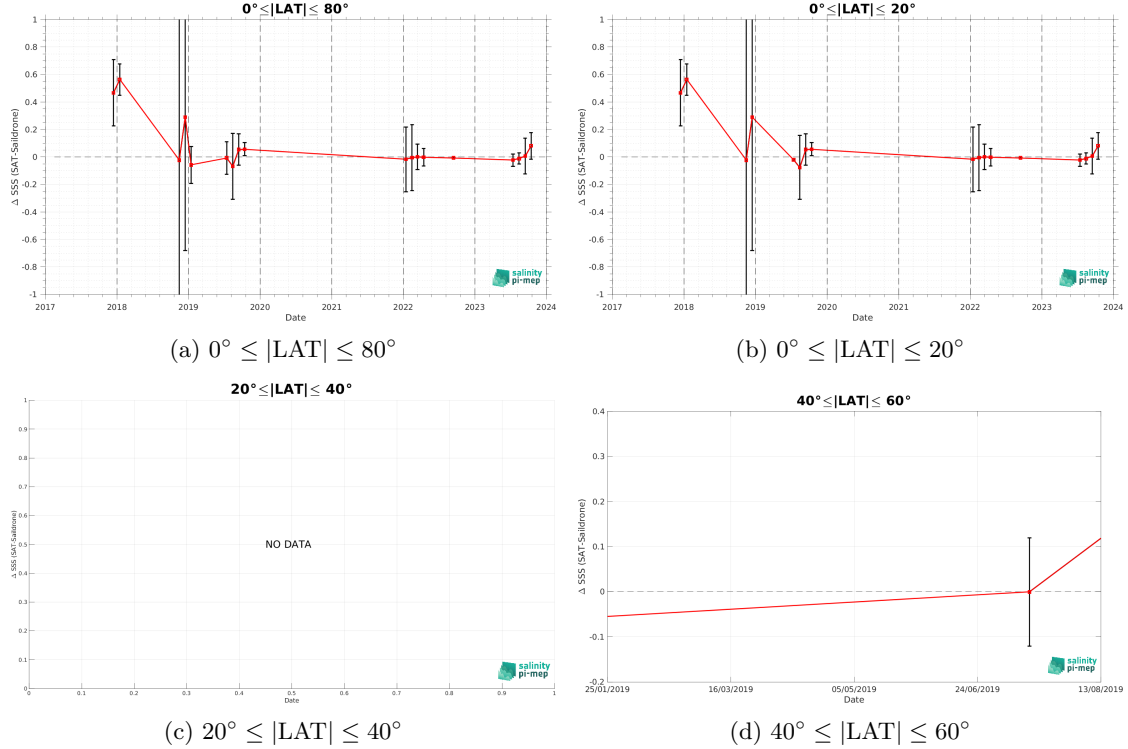 0°≤|LAT|≤ 80°
Δ SSS (SAT-Saildrone)
1
0.8
0.6
0.4
0.2
0
-0.2
-0.4
-0.6
-0.8
-1
2017 2018 2019 2020 2022 2023 2024
Date
salinity
pi-mep
(a) 0° ≤ |LAT| ≤ 80°
0°≤|LAT|≤ 20°
Δ SSS (SAT-Saildrone)
1
0.8
0.6
0.4
0.2
0
-0.2
-0.4
-0.6
-0.8
-1
2017 2018 2019 2020 2022 2023 2024
Date
salinity
pi-mep
(b) 0° ≤ |LAT| ≤ 20°
20°≤|LAT|≤ 40°
Δ SSS (SAT-Saildrone)
1
0.9
0.8
0.7
0.6
0.5
0.4
0.3
0.2
0.1
0
NO DATA
0 0.1 0.2 0.3 0.4 0.5 0.6 0.7 0.8 0.9 1
Date
salinity
pi-mep
(c) 20° ≤ |LAT| ≤ 40°
40°≤|LAT|≤ 60°
Δ SSS (SAT-Saildrone)
0.4
0.3
0.2
0.1
0
-0.1
-0.2
25/01/2019 16/03/2019 05/05/2019 24/06/2019 13/08/2019
Date
salinity
pi-mep
(d) 40° ≤ |LAT| ≤ 60°